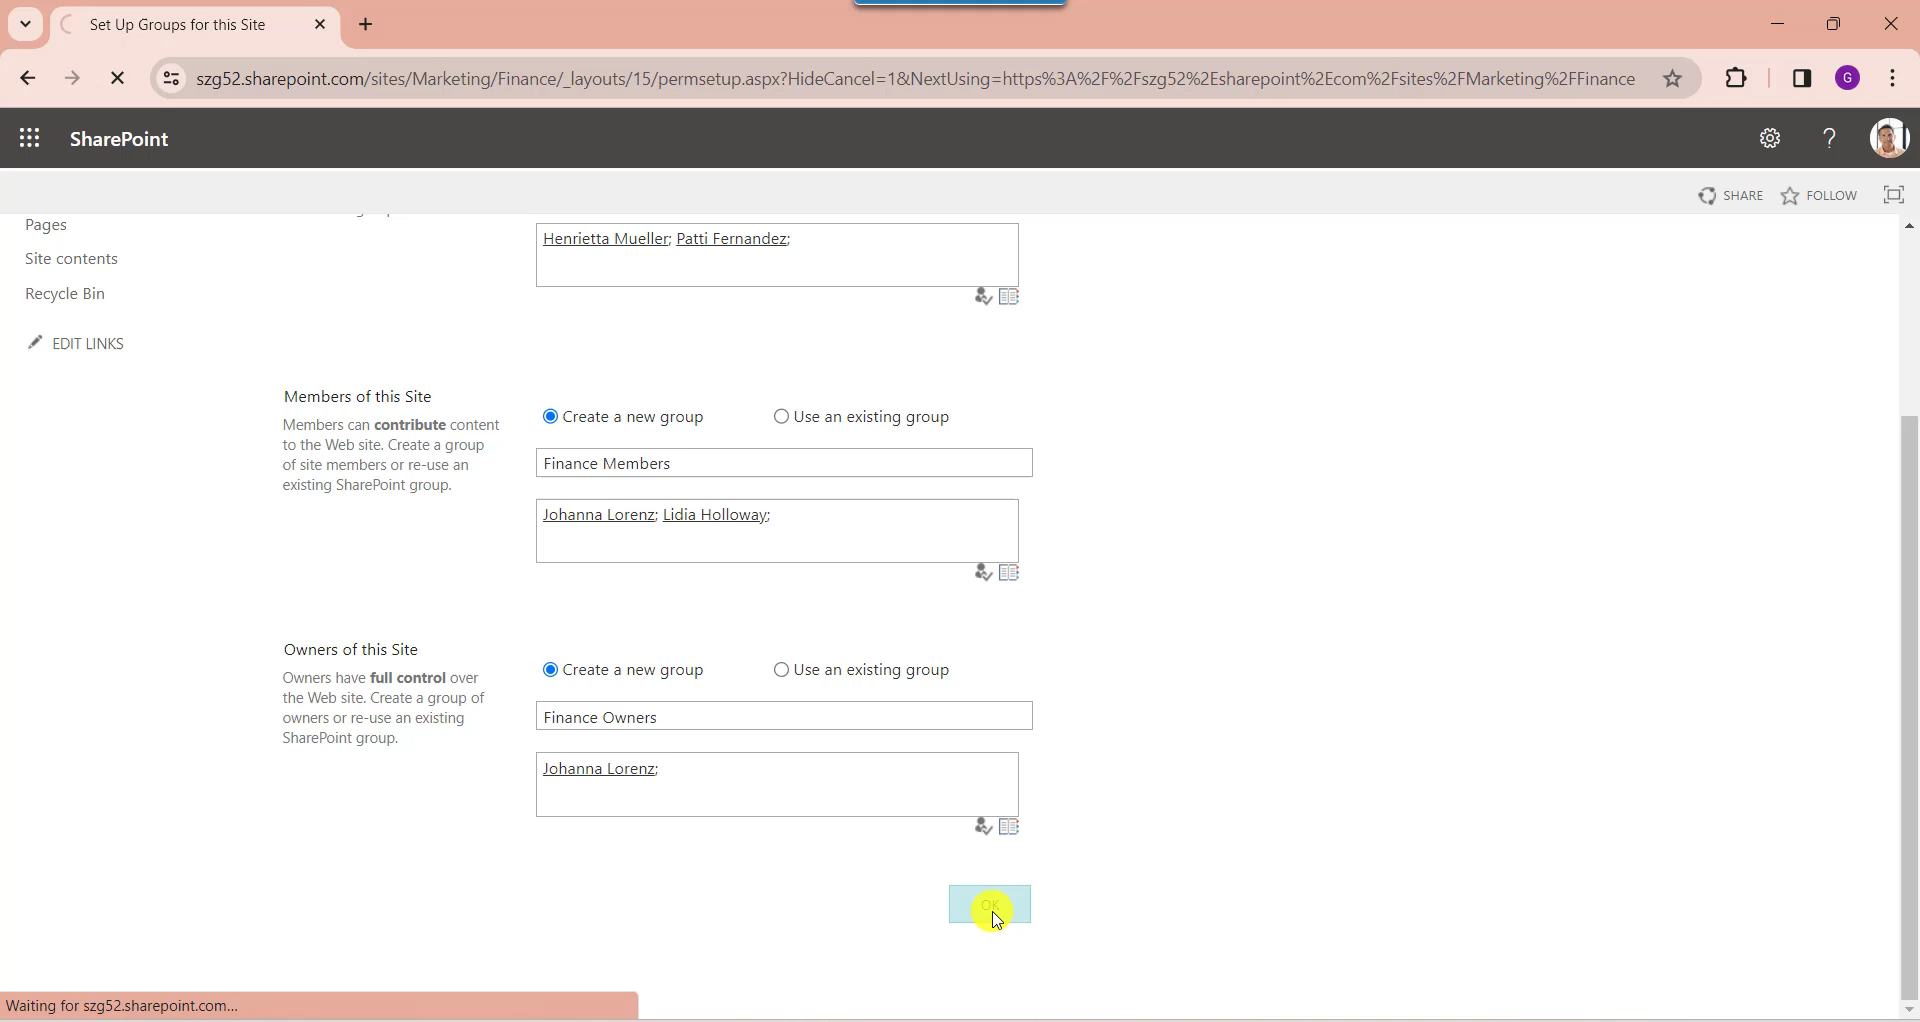 Set Up Groups for this Site
szg52.sharepoint.com/sites/Marketing/Finance/_layouts/15/permsetup.aspx?HideCancel=1&NextUsing=https%3A%2F%2Fszg52%2Esharepoint%2Ecom%2Fsites%2FMarketing%2FFinance
G
SharePoint
?
SHARE
FOLLOW
Pages
Site contents
Recycle Bin
EDIT LINKS
Henrietta Mueller; Patti Fernandez;
Members of this Site
Members can contribute content
to the Web site. Create a group
of site members or re-use an
existing SharePoint group.
Create a new group
Use an existing group
Finance Members
Johanna Lorenz; Lidia Holloway;
Owners of this Site
Owners have full control over
the Web site. Create a group of
owners or re-use an existing
SharePoint group.
Create a new group
Use an existing group
Finance Owners
Johanna Lorenz;
OK
Waiting for szg52.sharepoint.com...